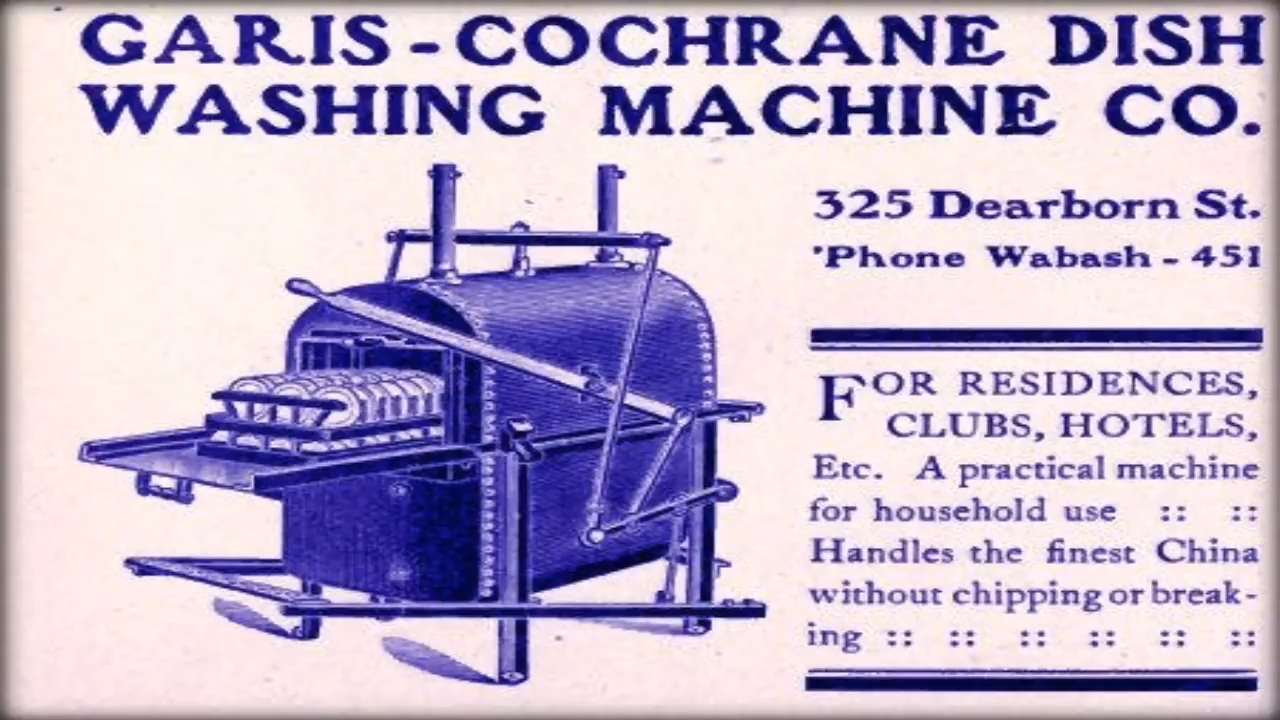 GARIS-COCHRANE DISH
WASHING MACHINE CO.
325 Dearborn St.
'Phone Wabash - 451
FOR RESIDENCES,
CLUBS, HOTELS,
Etc. A practical machine
for household use :: ::
Handles the finest China
without chipping or break-
ing :: :: :: :: :: ::